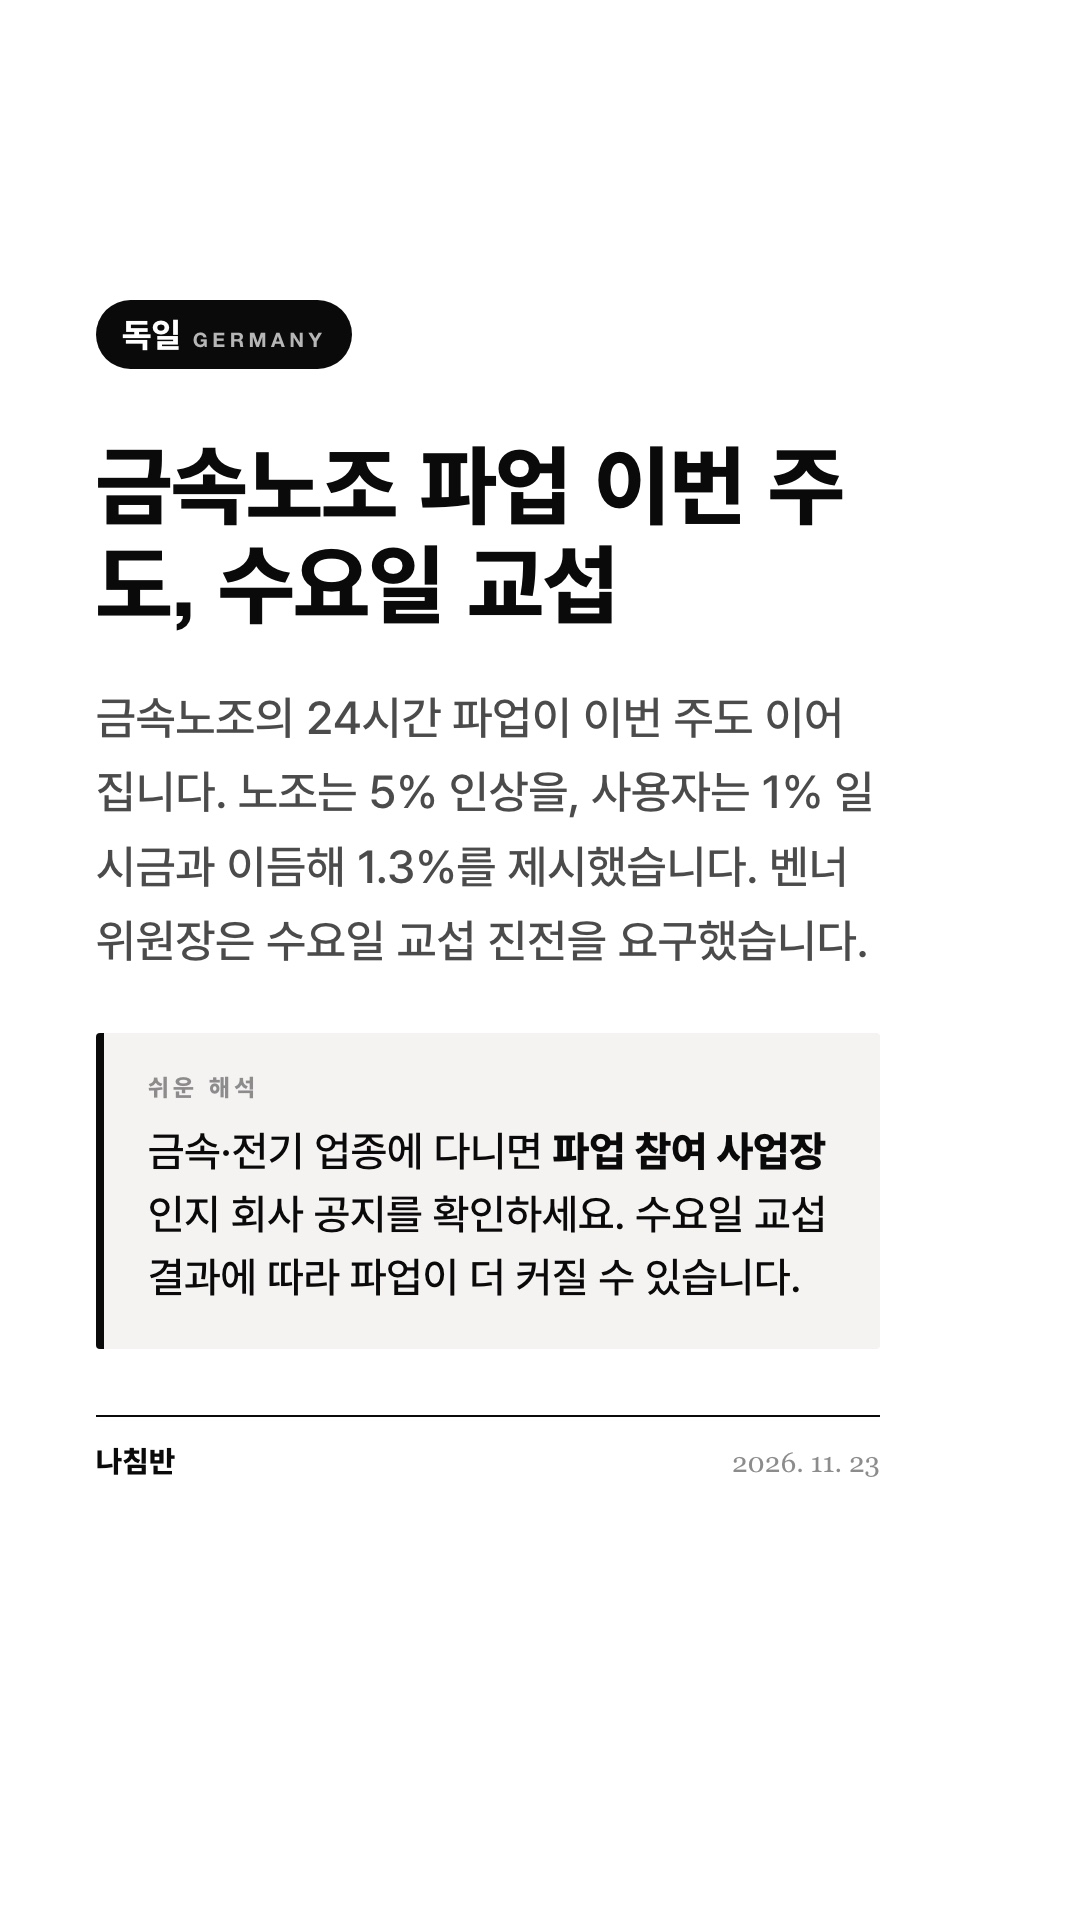 독일 GERMANY
금속노조 파업 이번 주
도, 수요일 교섭
금속노조의 24시간 파업이 이번 주도 이어
집니다. 노조는 5% 인상을, 사용자는 1% 일
시금과 이듬해 1.3%를 제시했습니다. 벤너
위원장은 수요일 교섭 진전을 요구했습니다.
쉬운 해석
금속·전기 업종에 다니면 파업 참여 사업장
인지 회사 공지를 확인하세요. 수요일 교섭
결과에 따라 파업이 더 커질 수 있습니다.
나침반
2026. 11. 23